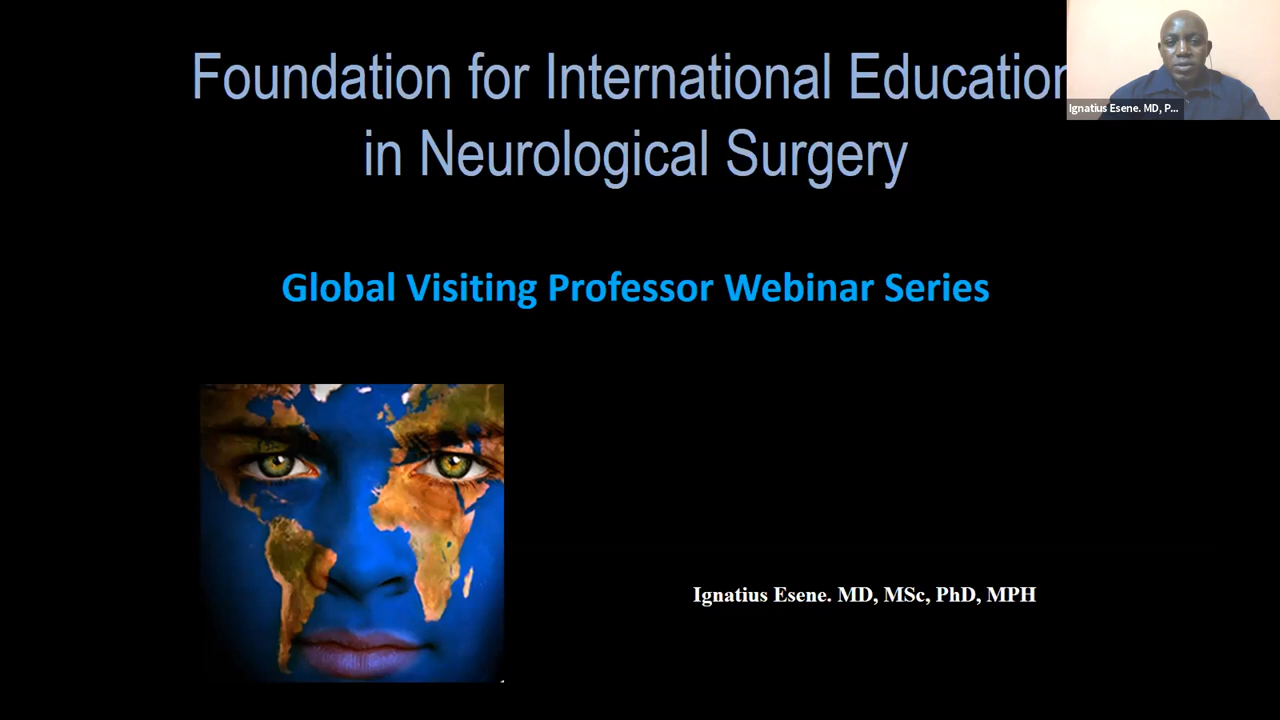 Foundation for International Education
in Neurological Surgery
Ignatius Esene. MD, P...
Global Visiting Professor Webinar Series
Ignatius Esene. MD, MSc, PhD, MPH